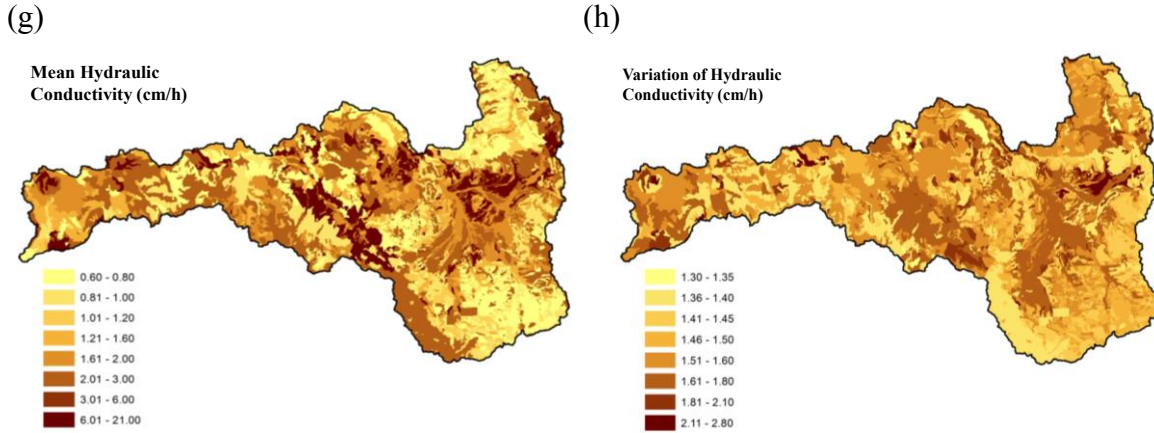 (g)
Mean Hydraulic
Conductivity (cm/h)
0.60 - 0.80
0.81 - 1.00
1.01 - 1.20
1.21 - 1.60
1.61 - 2.00
2.01 - 3.00
3.01 - 6.00
6.01 - 21.00
(h)
Variation of Hydraulic
Conductivity (cm/h)
1.30 - 1.35
1.36 - 1.40
1.41 - 1.45
1.46 - 1.50
1.51 - 1.60
1.61 - 1.80
1.81 - 2.10
2.11 - 2.80